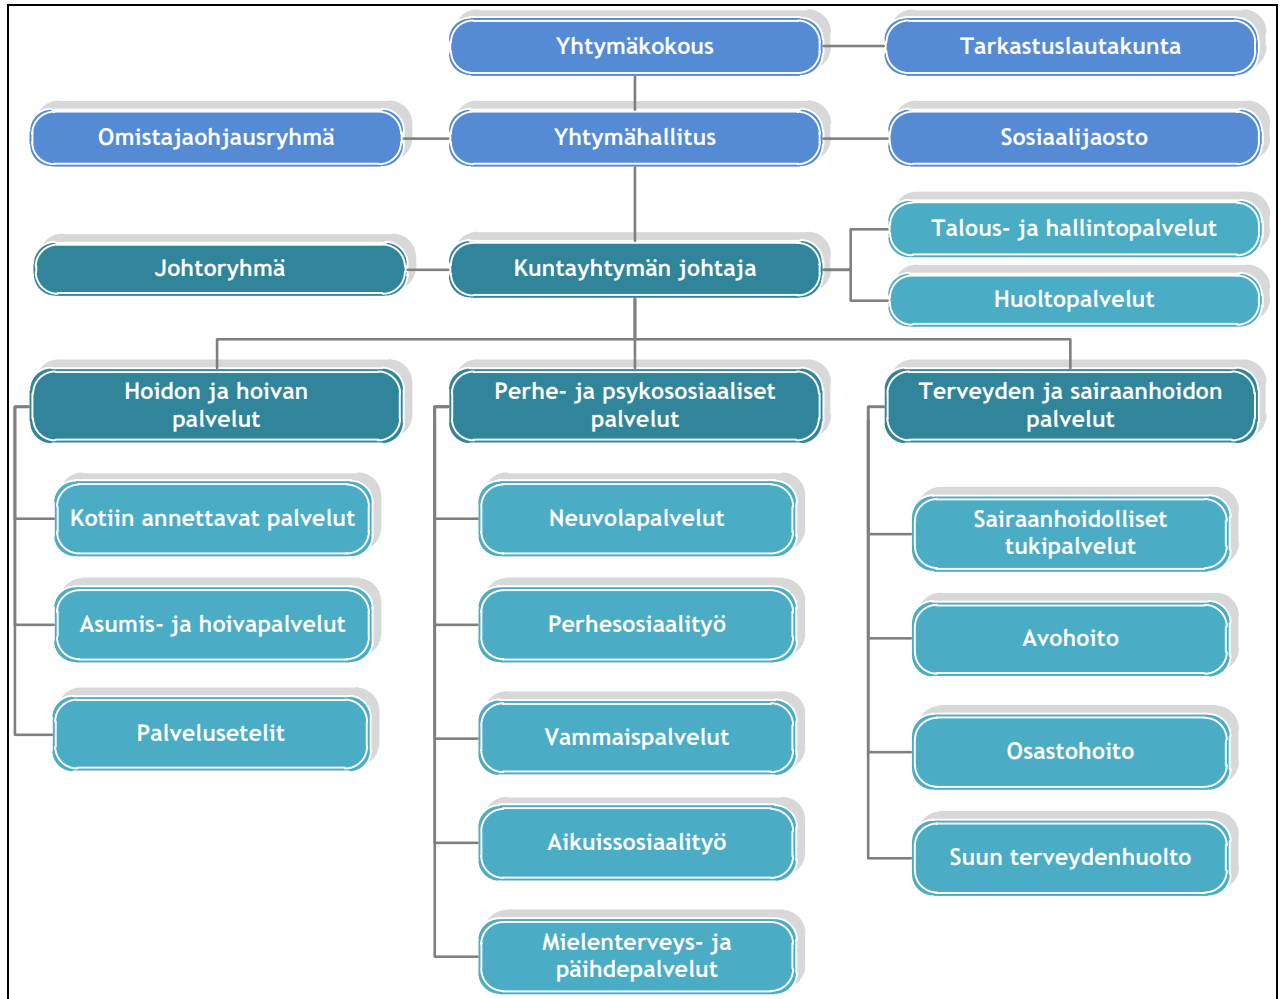 Yhtymäkokous
Tarkastuslautakunta
Omistajaohjausryhmä
Yhtymähallitus
Sosiaalijaosto
Talous- ja hallintopalvelut
Johtoryhmä
Kuntayhtymän johtaja
Huoltopalvelut
Hoidon ja hoivan
palvelut
Kotiin annettavat palvelut
Asumis- ja hoivapalvelut
Palvelusetelit
Perhe- ja psykososiaaliset
palvelut
Neuvolapalvelut
Perhesosiaalityö
Vammaispalvelut
Aikuissosiaalityö
Mielenterveys- ja
päihdepalvelut
Terveyden ja sairaanhoidon
palvelut
Sairaanhoidolliset
tukipalvelut
Avohoito
Osastohoito
Suun terveydenhuolto